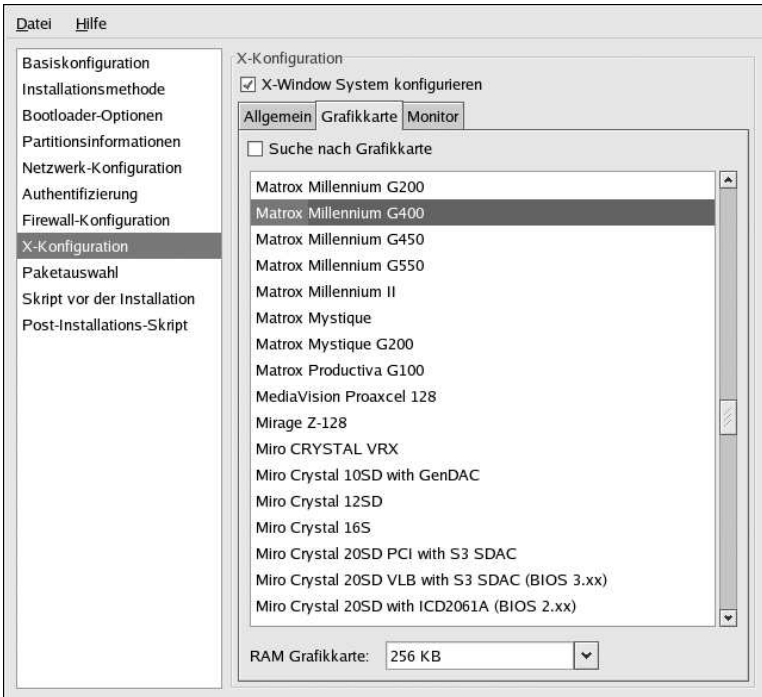 Datei Hilfe
Basiskonfiguration
Installationsmethode
Bootloader-Optionen
Partitionsinformationen
Netzwerk-Konfiguration
Authentifizierung
Firewall-Konfiguration
X-Konfiguration
Paketauswahl
Skript vor der Installation
Post-Installations-Skript
X-Konfiguration
X-Window System konfigurieren
Allgemein Grafikkarte Monitor
Suche nach Grafikkarte
Matrox Millennium G200
Matrox Millennium G400
Matrox Millennium G450
Matrox Millennium G550
Matrox Millennium II
Matrox Mystique
Matrox Mystique G200
Matrox Productiva G100
MediaVision Proaxcel 128
Mirage Z-128
Miro CRYSTAL VRX
Miro Crystal 10SD with GenDAC
Miro Crystal 12SD
Miro Crystal 16S
Miro Crystal 20SD PCI with S3 SDAC
Miro Crystal 20SD VLB with S3 SDAC (BIOS 3.xx)
Miro Crystal 20SD with ICD2061A (BIOS 2.xx)
RAM Grafikkarte: 256 KB